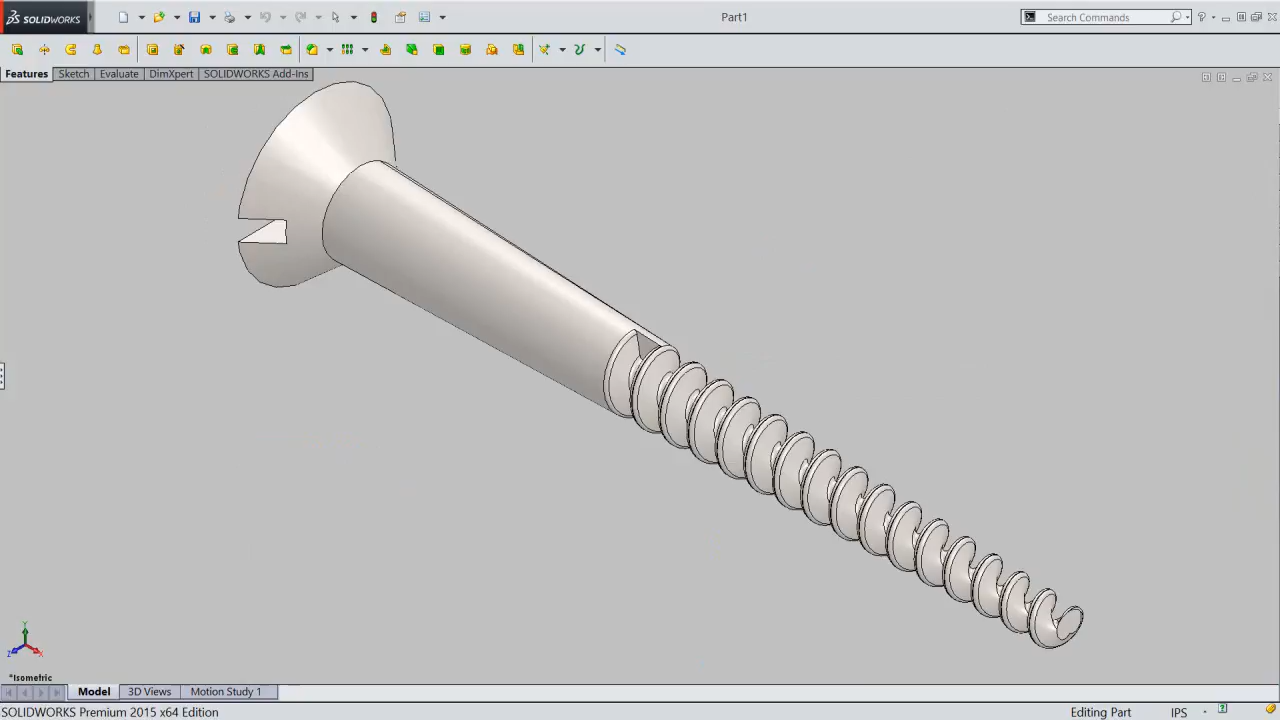 SOLIDWORKS
Part1
Search Commands
Features Sketch Evaluate DimXpert SOLIDWORKS Add-Ins
Y
Z X
*Isometric
Model 3D Views Motion Study 1
SOLIDWORKS Premium 2015 x64 Edition
Editing Part
IPS